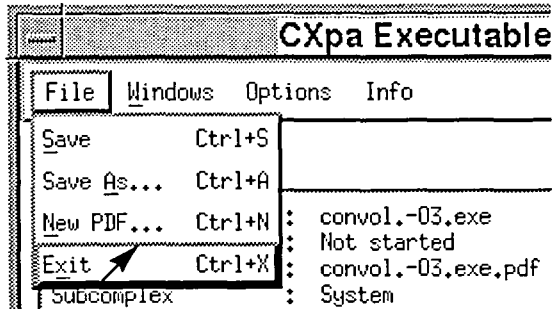 CXpa Executable
File Windows Options Info
Save Ctrl+S
Save As... Ctrl+A
New PDF... Ctrl+N : convol.-O3.exe
: Not started
Exit Ctrl+X : convol.-O3.exe.pdf
Subcomplex : System